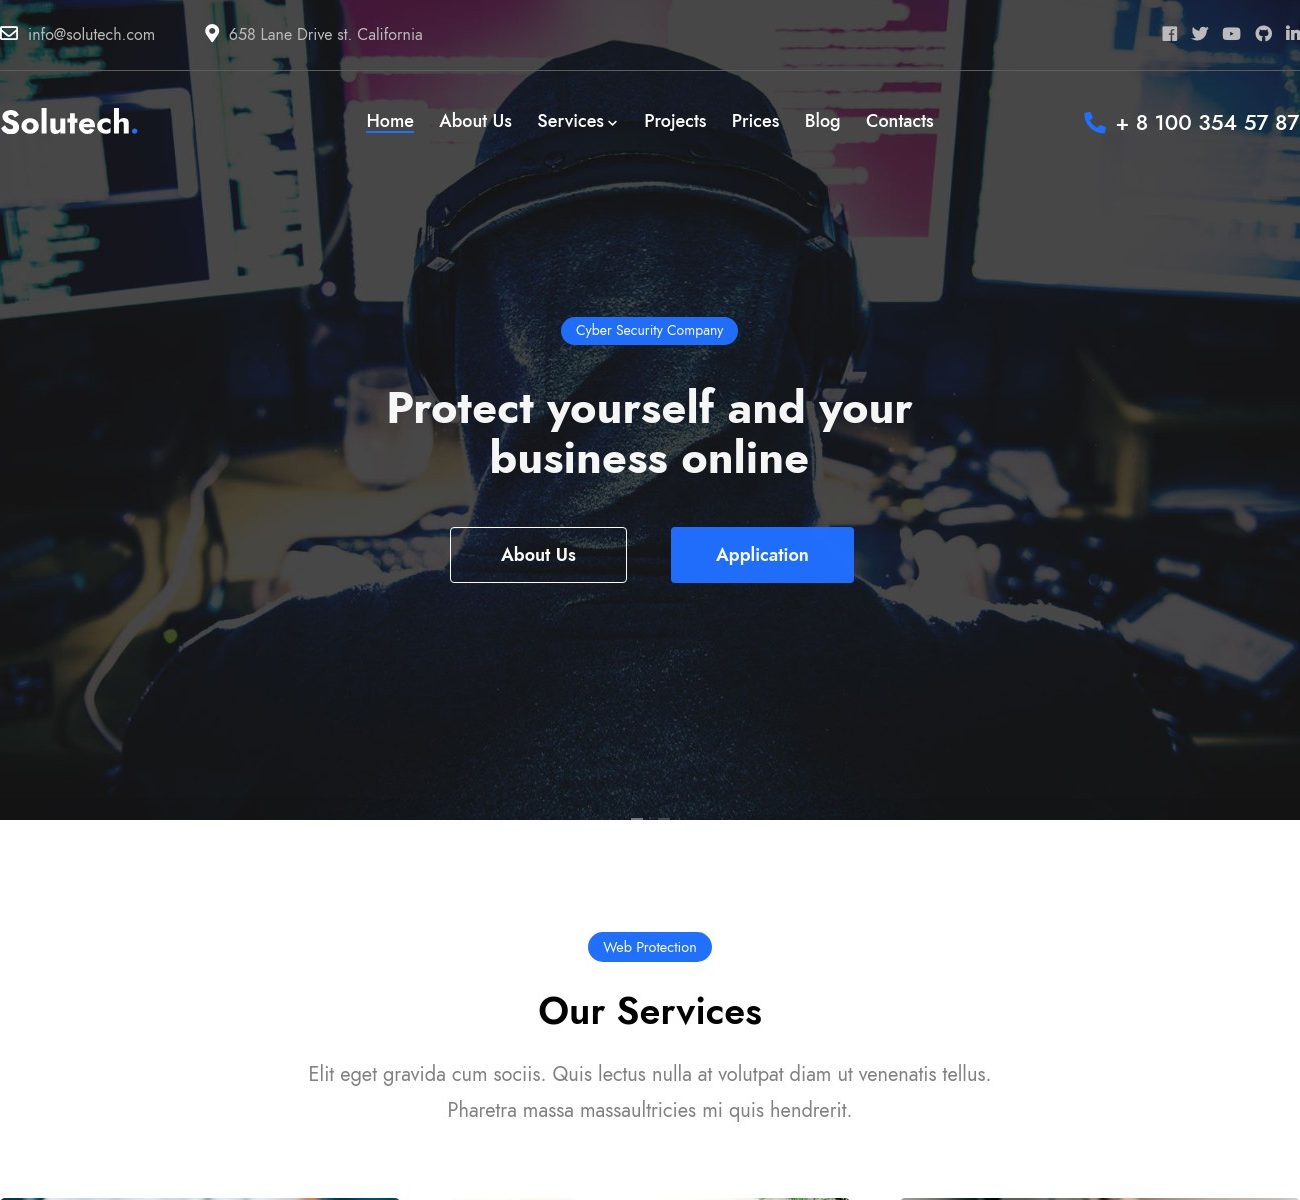 info@solutech.com
658 Lane Drive st. California
Solutech.
Home
About Us
Services
Projects
Prices
Blog
Contacts
+ 8 100 354 57 87
Cyber Security Company
Protect yourself and your
business online
About Us
Application
Web Protection
Our Services
Elit eget gravida cum sociis. Quis lectus nulla at volutpat diam ut venenatis tellus.
Pharetra massa massaultricies mi quis hendrerit.